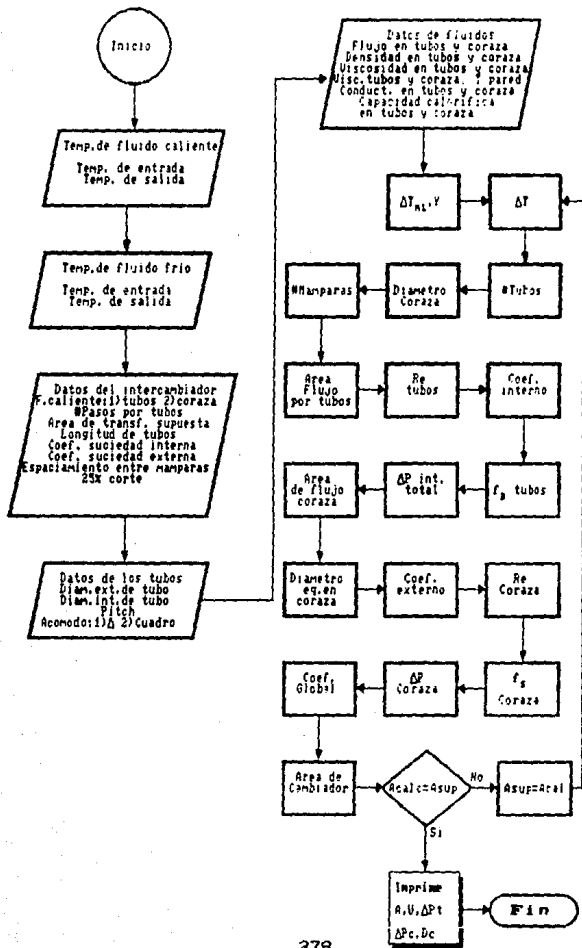 Inicio
Temp.de fluido caliente
Temp. de entrada
Temp. de salida
Temp.de fluido frio
Temp. de entrada
Temp. de salida
Datos del intercambiador
F.caliente:1)tubos 2)coraza
#Pasos por tubos
Area de transf. supuesta
Longitud de tubos
Coef. suciedad interna
Coef. suciedad externa
Espaciamiento entre mamparas
25% corte
Datos de los tubos
Diam.ext.de tubo
Diam.int.de tubo
Pitch
Acomodo:1)Δ 2)Cuadro
Datos de fluidos
Flujo en tubos y coraza
Densidad en tubos y coraza
Viscosidad en tubos y coraza
Visc.tubos y coraza, T pared
Conduct. en tubos y coraza
Capacidad calorifica
en tubos y coraza
ΔT
#Tubos
Diametro
Coraza
#Mamparas
Area
Flujo
por tubos
Re
tubos
Coef.
interno
tubos
ΔP int.
total
Area
de flujo
coraza
Diametro
eq.en
coraza
Coef.
externo
Re
Coraza
fs
Coraza
ΔP
Coraza
Coef.
Global
Area de
Cambiador
Acalc=Asup
No
Asup=Acal
Si
Imprime
A,U,ΔPt
ΔPc,Dc
Fin
378